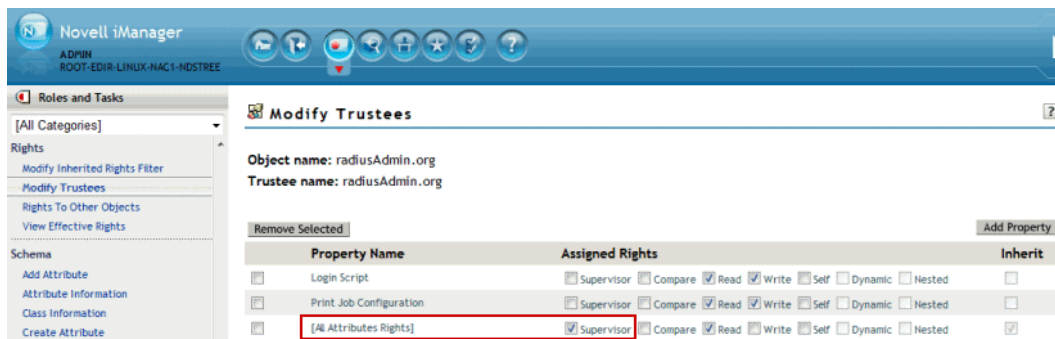 Novell iManager
ADMIN
ROOT-EDIR-LINUX-NAC1-NDSTREE
Roles and Tasks
[All Categories]
Rights
Modify Inherited Rights Filter
Modify Trustees
Rights To Other Objects
View Effective Rights
Schema
Add Attribute
Attribute Information
Class Information
Create Attribute
Modify Trustees
Object name: radiusAdmin.org
Trustee name: radiusAdmin.org
Remove Selected Add Property
Property Name Assigned Rights Inherit
Login Script Supervisor Compare Read Write Self Dynamic Nested
Print Job Configuration Supervisor Compare Read Write Self Dynamic Nested
[All Attributes Rights] Supervisor Compare Read Write Self Dynamic Nested